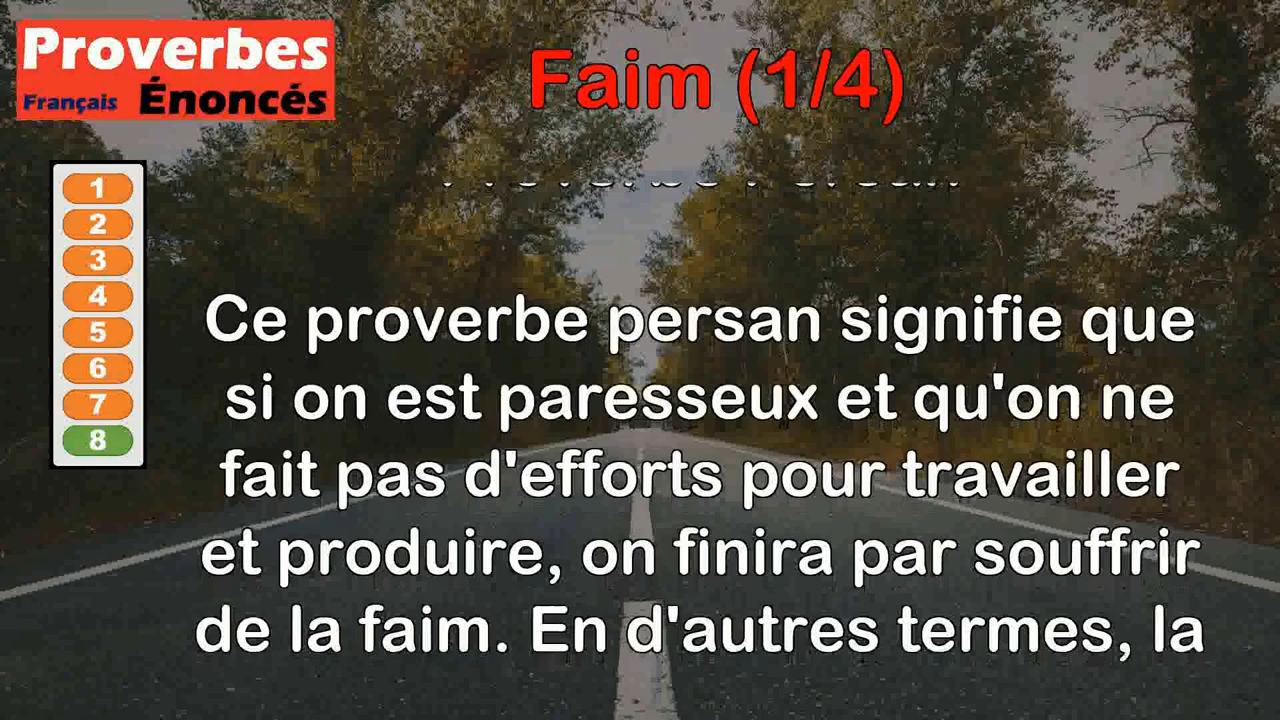 Proverbes
Français Énoncés
Faim (1/4)
1
2
3
4
5
6
7
8
Ce proverbe persan signifie que
si on est paresseux et qu'on ne
fait pas d'efforts pour travailler
et produire, on finira par souffrir
de la faim. En d'autres termes, la